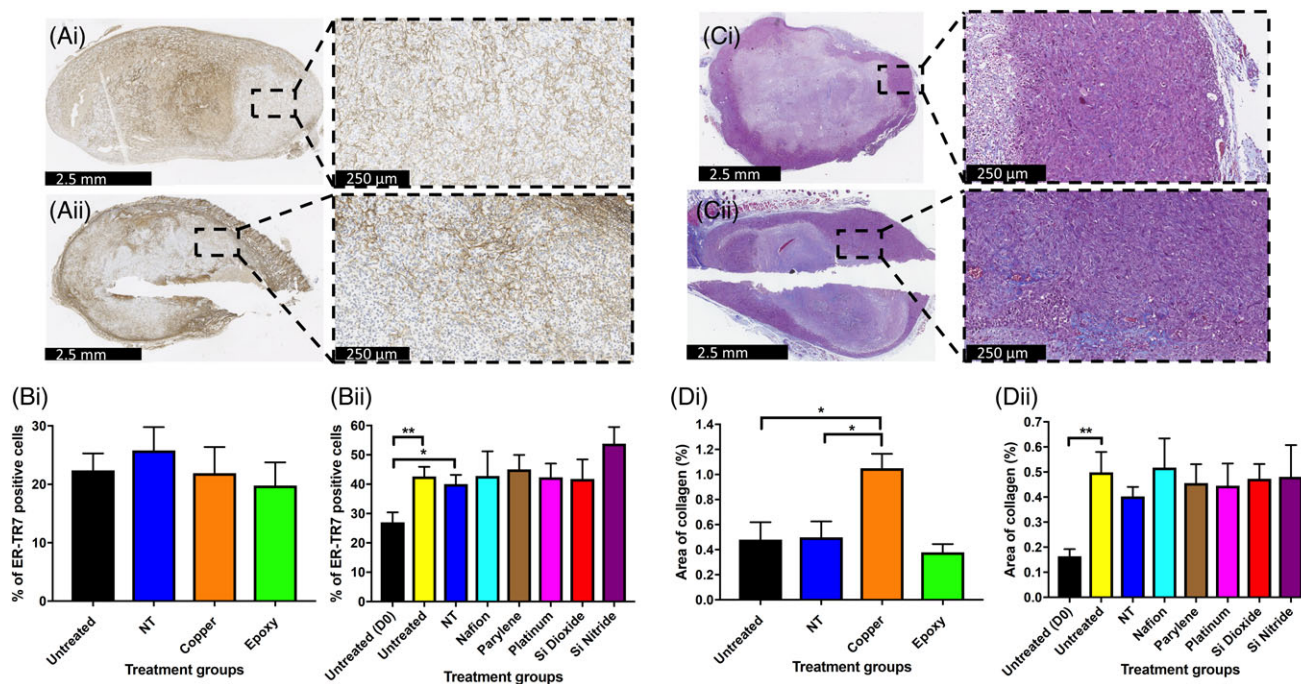 (Ai)
2.5 mm
250 µm
(Aii)
2.5 mm
250 µm
(Ci)
2.5 mm
250 µm
(Cii)
2.5 mm
250 µm
(Bi)
% of ER-TR7 positive cells
30
20
10
0
Untreated
NT
Copper
Epoxy
Treatment groups
(Bii)
% of ER-TR7 positive cells
60
50
40
30
20
10
0
**
*
Untreated (D0)
Untreated
NT
Nafion
Parylene
Platinum
Si Dioxide
Si Nitride
Treatment groups
(Di)
Area of collagen (%)
1.4
1.2
1.0
0.8
0.6
0.4
0.2
0.0
*
*
Untreated
NT
Copper
Epoxy
Treatment groups
(Dii)
Area of collagen (%)
0.7
0.6
0.5
0.4
0.3
0.2
0.1
0.0
**
Untreated (D0)
Untreated
NT
Nafion
Parylene
Platinum
Si Dioxide
Si Nitride
Treatment groups